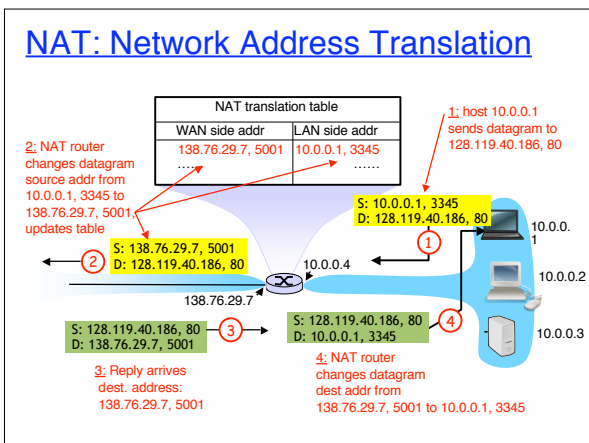 NAT: Network Address Translation
NAT translation table
WAN side addr LAN side addr
138.76.29.7, 5001 10.0.0.1, 3345
…… ……
1: host 10.0.0.1
sends datagram to
128.119.40.186, 80
2: NAT router
changes datagram
source addr from
10.0.0.1, 3345 to
138.76.29.7, 5001,
updates table
S: 10.0.0.1, 3345
D: 128.119.40.186, 80
1
10.0.0.
1
S: 138.76.29.7, 5001
D: 128.119.40.186, 80
2
10.0.0.4
10.0.0.2
138.76.29.7
S: 128.119.40.186, 80
D: 138.76.29.7, 5001
3
S: 128.119.40.186, 80
D: 10.0.0.1, 3345
4
10.0.0.3
3: Reply arrives
dest. address:
138.76.29.7, 5001
4: NAT router
changes datagram
dest addr from
138.76.29.7, 5001 to 10.0.0.1, 3345